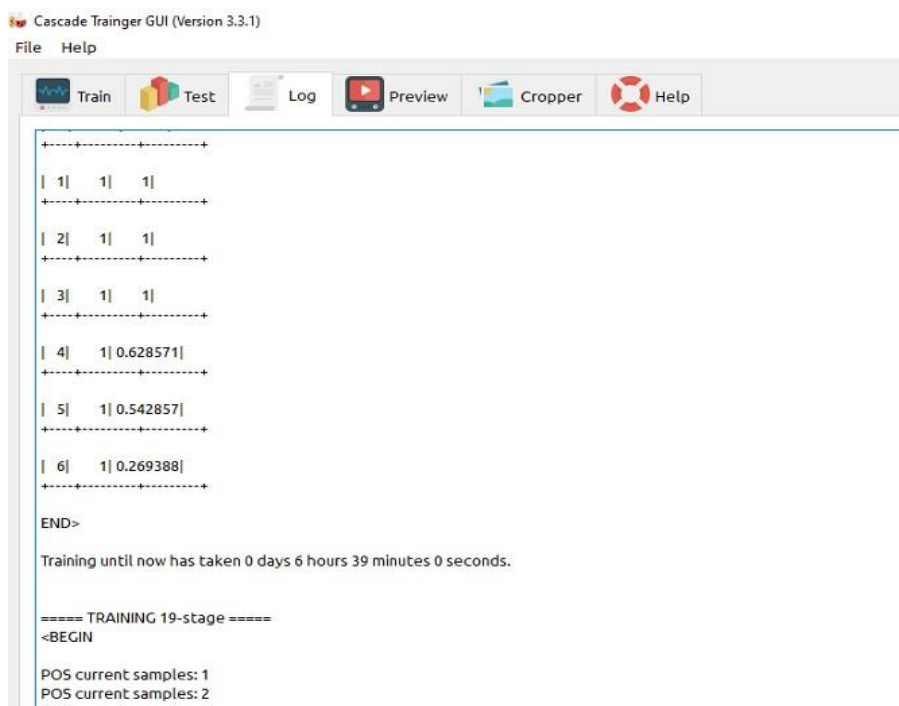 Cascade Trainger GUI (Version 3.3.1)
File Help
Train Test Log Preview Cropper Help
+----+---------+---------+
| 1| 1| 1|
+----+---------+---------+
| 2| 1| 1|
+----+---------+---------+
| 3| 1| 1|
+----+---------+---------+
| 4| 1| 0.628571|
+----+---------+---------+
| 5| 1| 0.542857|
+----+---------+---------+
| 6| 1| 0.269388|
+----+---------+---------+
END>
Training until now has taken 0 days 6 hours 39 minutes 0 seconds.
===== TRAINING 19-stage =====
<BEGIN
POS current samples: 1
POS current samples: 2